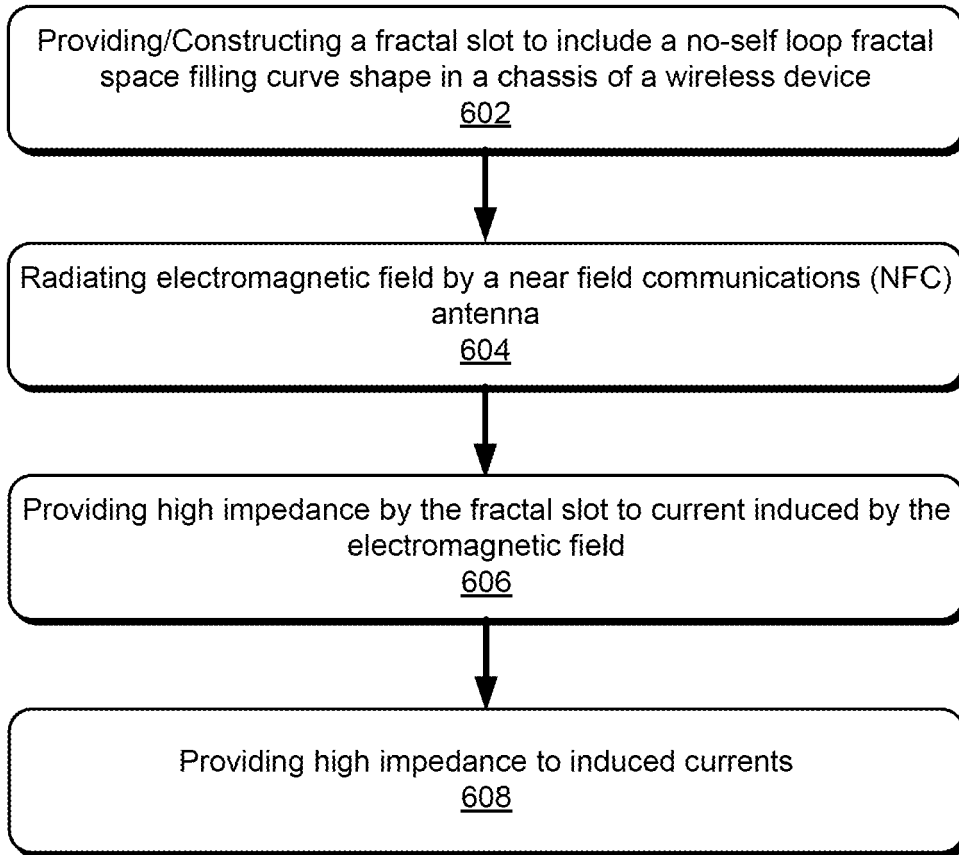 Providing/Constructing a fractal slot to include a no-self loop fractal
space filling curve shape in a chassis of a wireless device
602
Radiating electromagnetic field by a near field communications (NFC)
antenna
604
Providing high impedance by the fractal slot to current induced by the
electromagnetic field
606
Providing high impedance to induced currents
608